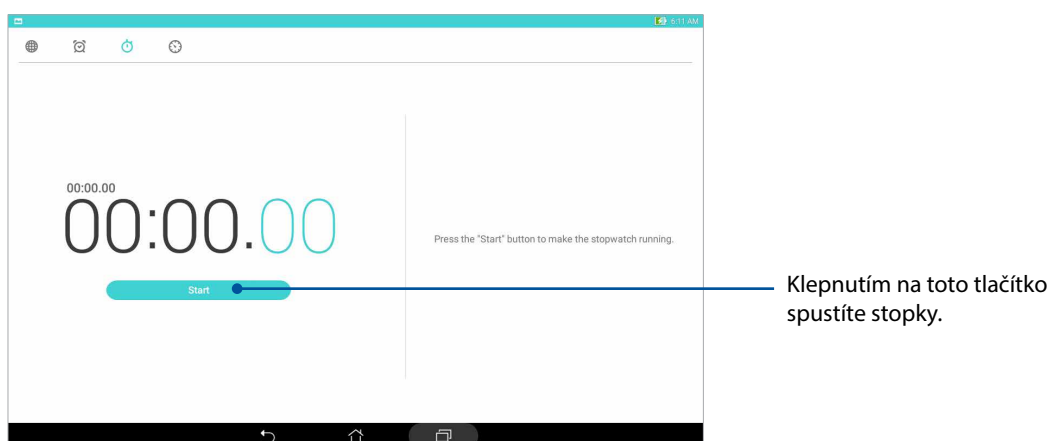 6:11 AM
00:00.00
00:00.00
Press the "Start" button to make the stopwatch running.
Start
Klepnutím na toto tlačítko
spustíte stopky.